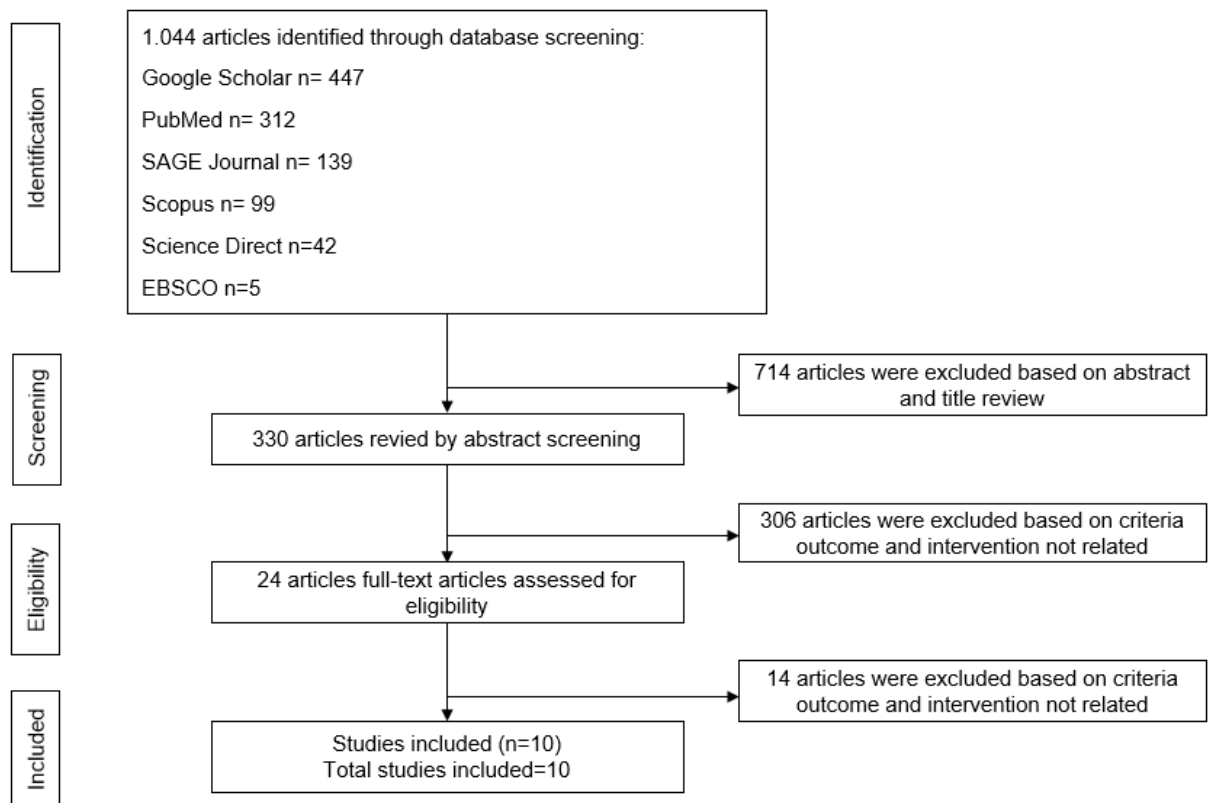 Identification
1.044 articles identified through database screening:
Google Scholar n= 447
PubMed n= 312
SAGE Journal n= 139
Scopus n= 99
Science Direct n=42
EBSCO n=5
Screening
714 articles were excluded based on abstract
and title review
330 articles revied by abstract screening
Eligibility
306 articles were excluded based on criteria
outcome and intervention not related
24 articles full-text articles assessed for
eligibility
14 articles were excluded based on criteria
outcome and intervention not related
Included
Studies included (n=10)
Total studies included=10